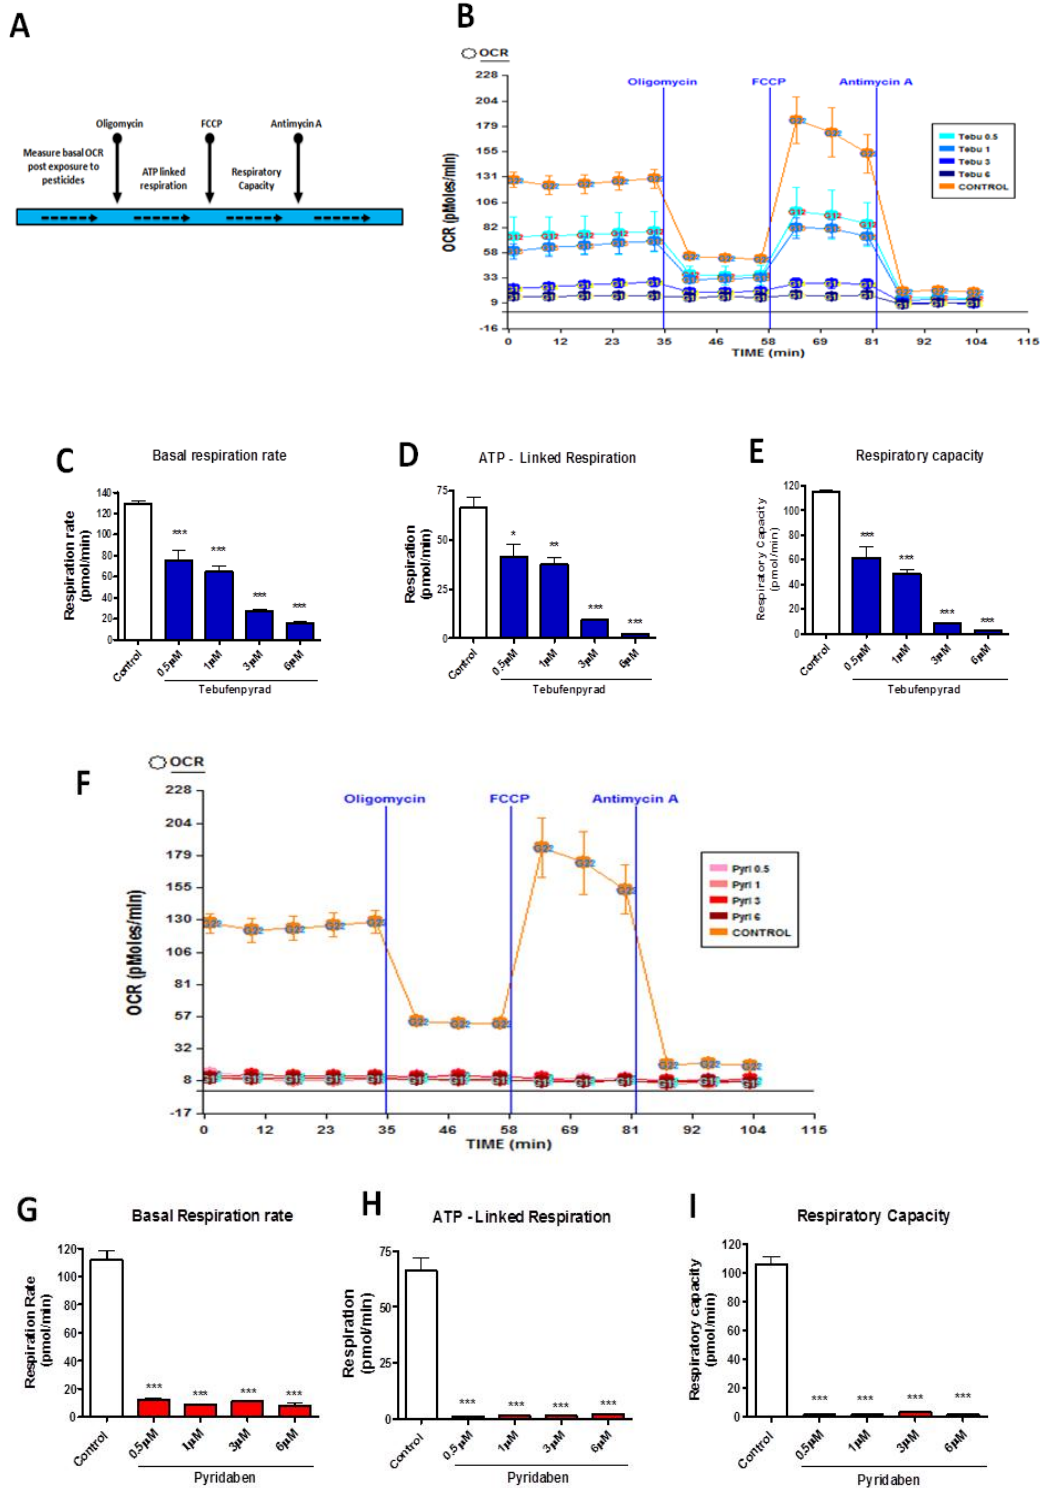 A
Oligomycin
FCCP
Antimycin A
Measure basal OCR
post exposure to
pesticides
ATP linked
respiration
Respiratory
Capacity
B
OCR
Oligomycin
FCCP
Antimycin A
228
204
179
155
131
106
82
58
33
9
-16
OCR (pMoles/min)
0 12 23 35 46 58 69 81 92 104 115
TIME (min)
Tebu 0.5
Tebu 1
Tebu 3
Tebu 6
CONTROL
C
Basal respiration rate
Respiration rate
(pmol/min)
140
120
100
80
60
40
20
0
***
***
***
***
Control
0.5µM
1µM
3µM
6µM
Tebufenpyrad
D
ATP - Linked Respiration
Respiration
(pmol/min)
75
50
25
0
*
**
***
***
Control
0.5µM
1µM
3µM
6µM
Tebufenpyrad
E
Respiratory capacity
Respiratory Capacity
(pmol/min)
120
100
80
60
40
20
0
***
***
***
***
Control
0.5µM
1µM
3µM
6µM
Tebufenpyrad
F
OCR
Oligomycin
FCCP
Antimycin A
228
204
179
155
130
106
81
57
32
8
-17
OCR (pMoles/min)
0 12 23 35 46 58 69 81 92 104 115
TIME (min)
Pyri 0.5
Pyri 1
Pyri 3
Pyri 6
CONTROL
G
Basal Respiration rate
Respiration Rate
(pmol/min)
120
100
80
60
40
20
0
***
***
***
***
Control
0.5µM
1µM
3µM
6µM
Pyridaben
H
ATP - Linked Respiration
Respiration
(pmol/min)
75
50
25
0
***
***
***
***
Control
0.5µM
1µM
3µM
6µM
Pyridaben
I
Respiratory Capacity
Respiratory capacity
(pmol/min)
120
100
80
60
40
20
0
***
***
***
***
Control
0.5µM
1µM
3µM
6µM
Pyridaben